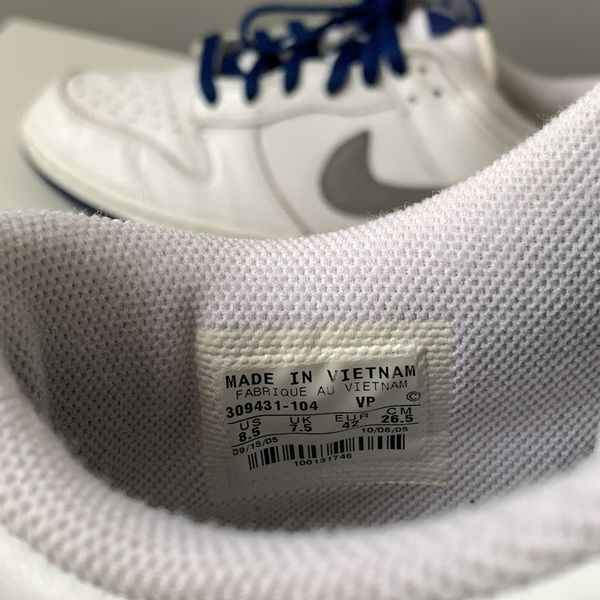 MADE IN VIETNAM
FABRIQUE AU VIETNAM
309431-104 VP ©
US UK EUR CM
8.5 7.5 42 26.5
09/15/05 10/06/05
100131746